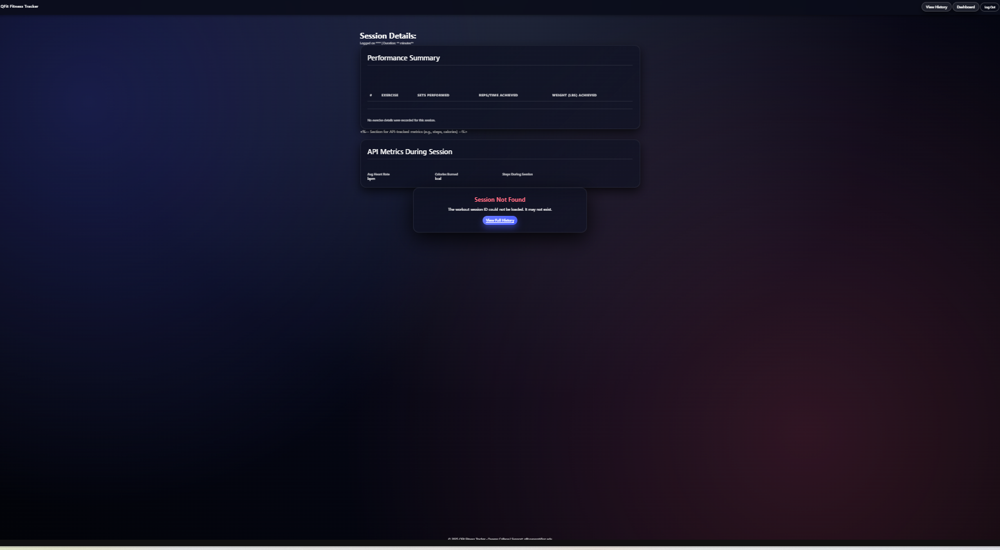 QFit Fitness Tracker
View History Dashboard Log Out
Session Details:
Logged on **** | Duration: ** minutes**
Performance Summary
# EXERCISE SETS PERFORMED REPS/TIME ACHIEVED WEIGHT (LBS) ACHIEVED
No exercise details were recorded for this session.
<%-- Section for API-tracked metrics (e.g., steps, calories) --%>
API Metrics During Session
Avg Heart Rate Calories Burned Steps During Session
bpm kcal
Session Not Found
The workout session ID could not be loaded. It may not exist.
View Full History
© 2025 QFit Fitness Tracker - Queens College | Support: